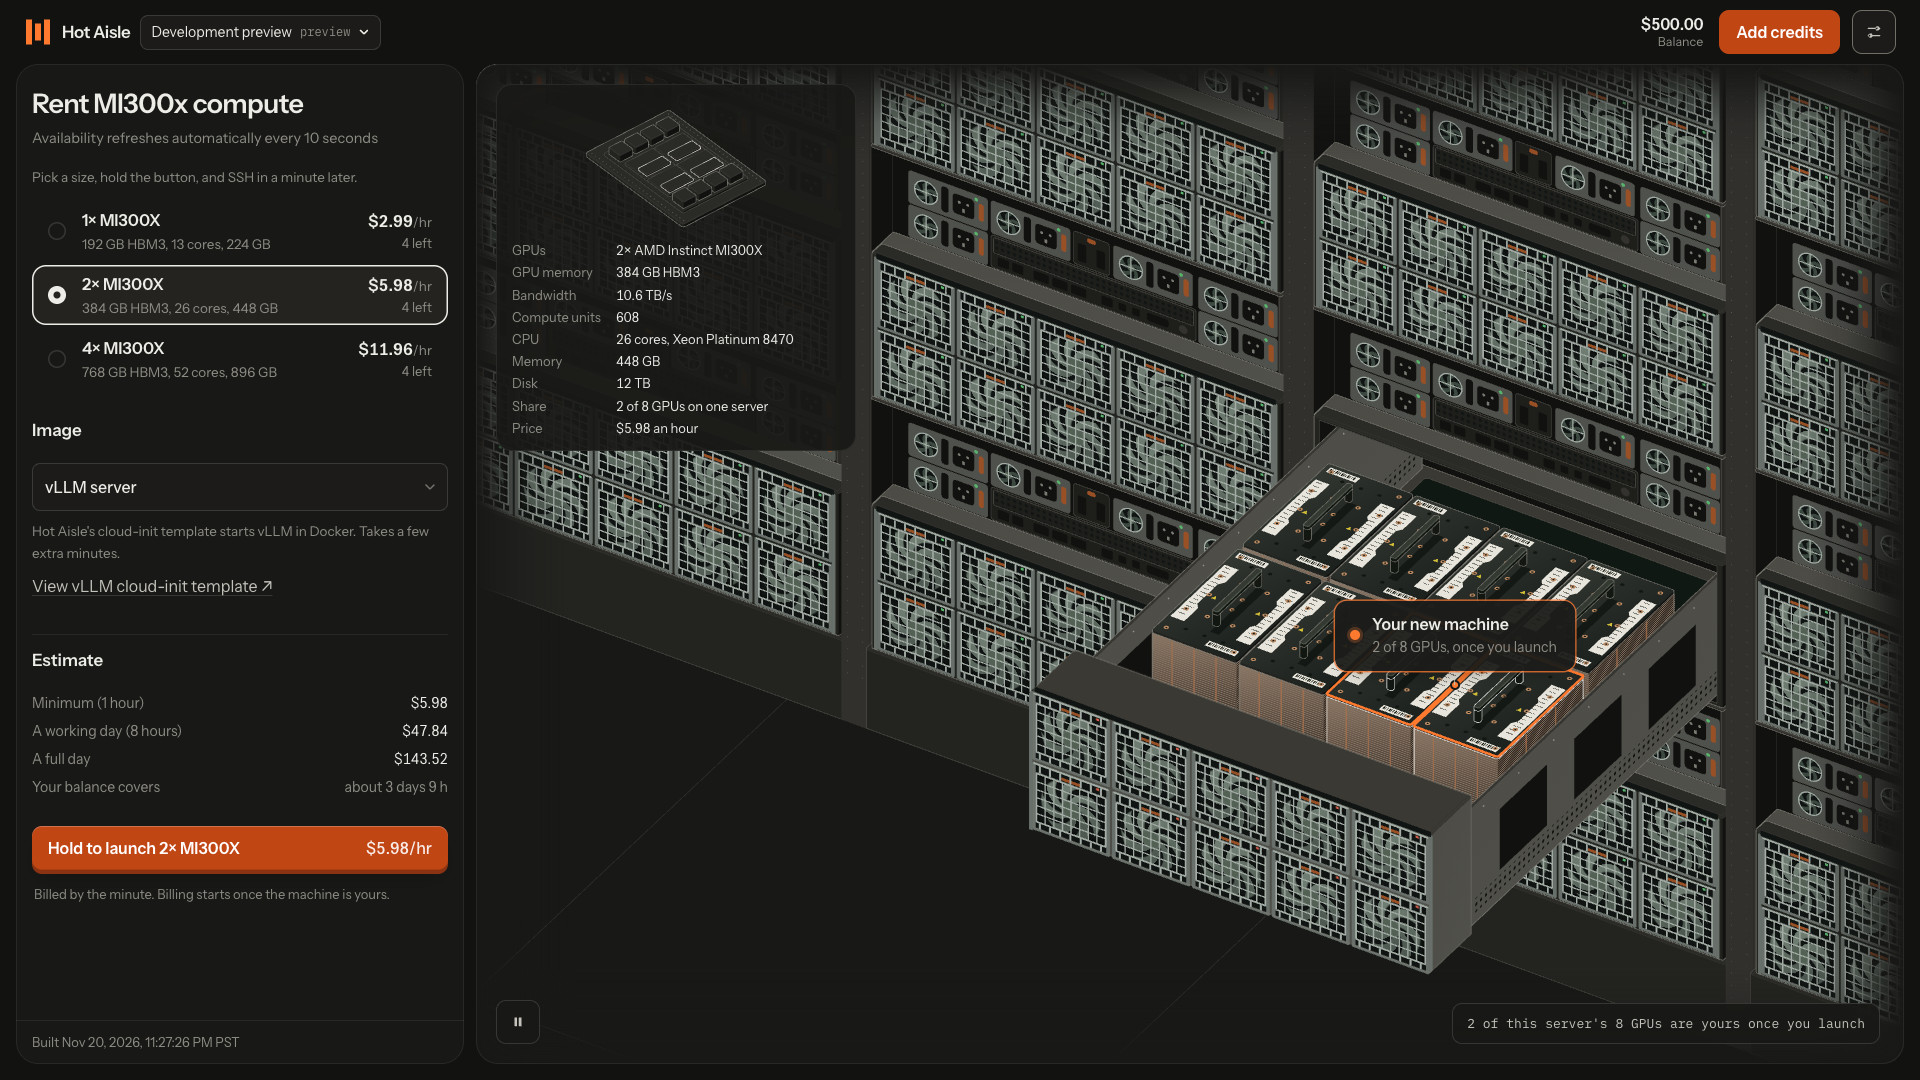 Hot Aisle
Development preview preview
$500.00
Balance
Add credits
Rent MI300x compute
Availability refreshes automatically every 10 seconds
Pick a size, hold the button, and SSH in a minute later.
1× MI300X $2.99/hr
192 GB HBM3, 13 cores, 224 GB 4 left
2× MI300X $5.98/hr
384 GB HBM3, 26 cores, 448 GB 4 left
4× MI300X $11.96/hr
768 GB HBM3, 52 cores, 896 GB 4 left
Image
vLLM server
Hot Aisle's cloud-init template starts vLLM in Docker. Takes a few
extra minutes.
View vLLM cloud-init template ↗
Estimate
Minimum (1 hour) $5.98
A working day (8 hours) $47.84
A full day $143.52
Your balance covers about 3 days 9 h
Hold to launch 2× MI300X $5.98/hr
Billed by the minute. Billing starts once the machine is yours.
Built Nov 20, 2026, 11:27:26 PM PST
GPUs 2× AMD Instinct MI300X
GPU memory 384 GB HBM3
Bandwidth 10.6 TB/s
Compute units 608
CPU 26 cores, Xeon Platinum 8470
Memory 448 GB
Disk 12 TB
Share 2 of 8 GPUs on one server
Price $5.98 an hour
Your new machine
2 of 8 GPUs, once you launch
2 of this server's 8 GPUs are yours once you launch